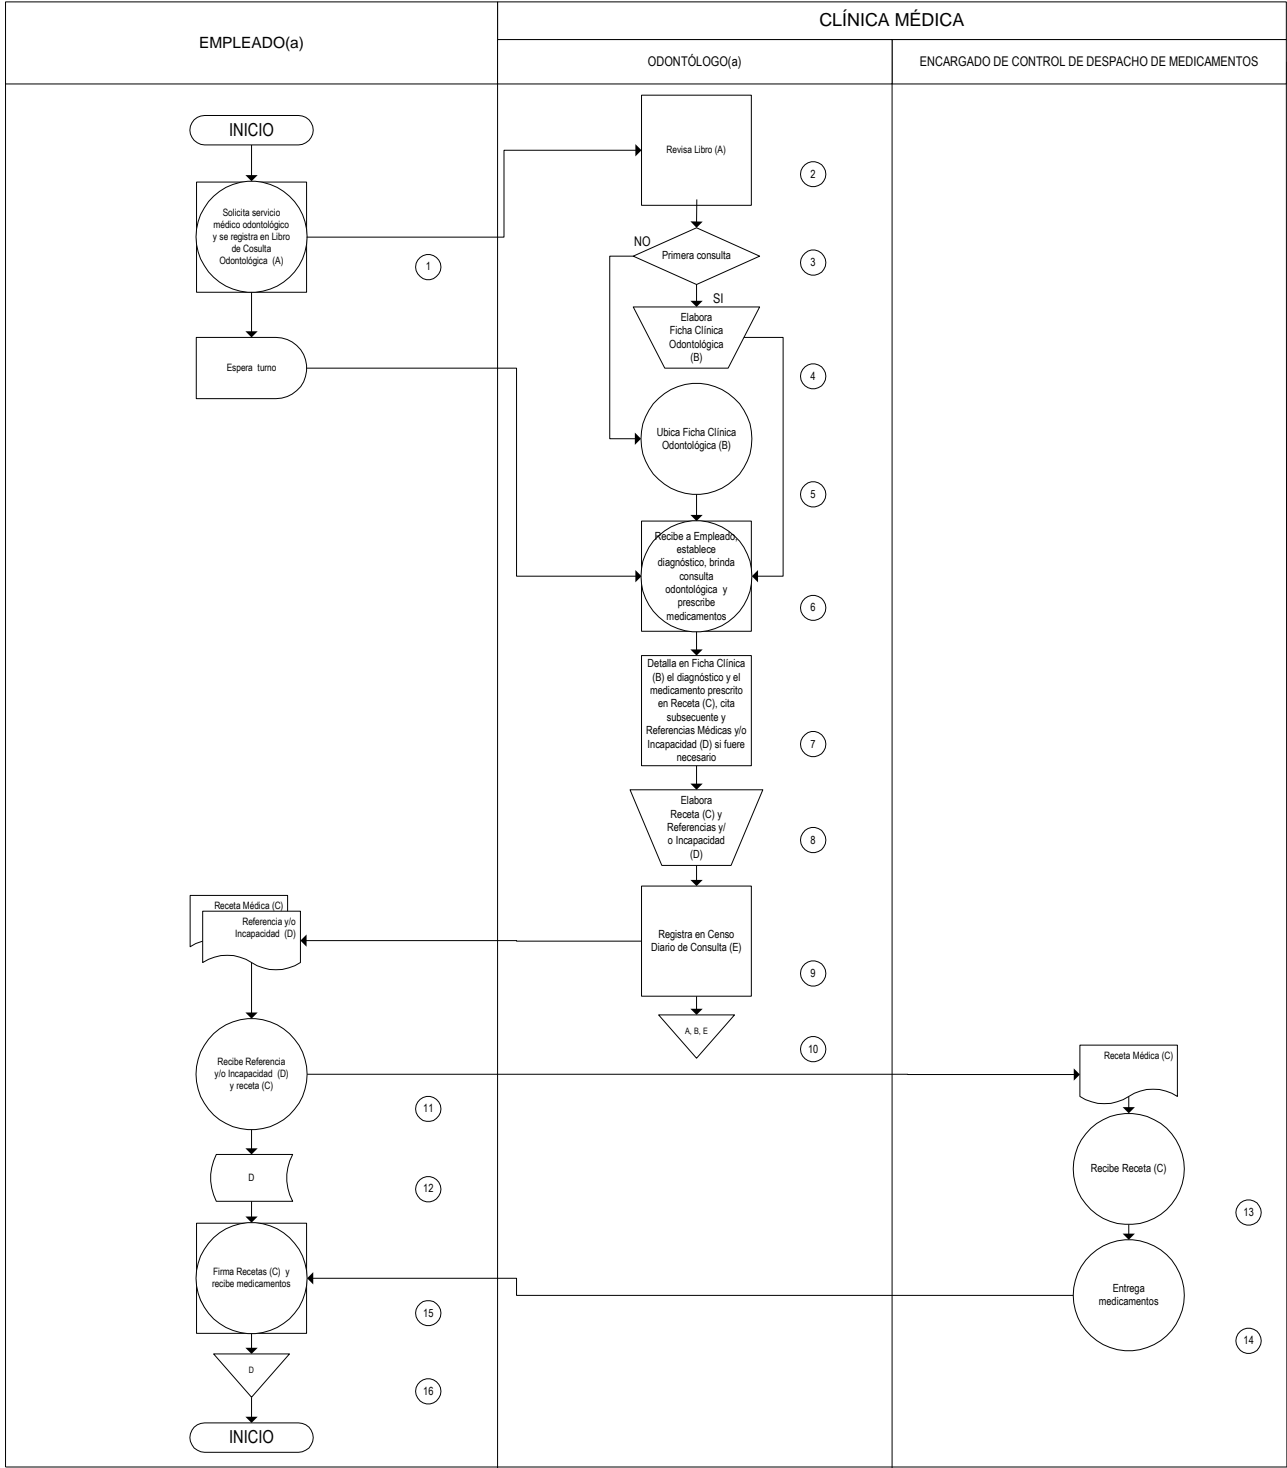 CLÍNICA MÉDICA
EMPLEADO(a)
ODONTÓLOGO(a)
ENCARGADO DE CONTROL DE DESPACHO DE MEDICAMENTOS
INICIO
Revisa Libro (A)
2
Solicita servicio
médico odontológico
y se registra en Libro
de Cosulta
Odontológica (A)
1
NO
Primera consulta
3
SI
Elabora
Ficha Clínica
Odontológica
(B)
4
Espera turno
Ubica Ficha Clínica
Odontológica (B)
5
Recibe a Empleado,
establece
diagnóstico, brinda
consulta
odontológica y
prescribe
medicamentos
6
Detalla en Ficha Clínica
(B) el diagnóstico y el
medicamento prescrito
en Receta (C), cita
subsecuente y
Referencias Médicas y/o
Incapacidad (D) si fuere
necesario
7
Elabora
Receta (C) y
Referencias y/
o Incapacidad
(D)
8
Receta Médica (C)
Referencia y/o
Incapacidad (D)
Registra en Censo
Diario de Consulta (E)
9
A, B, E
10
Recibe Referencia
y/o Incapacidad (D)
y receta (C)
11
Receta Médica (C)
Recibe Receta (C)
13
D
12
Firma Recetas (C) y
recibe medicamentos
15
Entrega
medicamentos
14
D
16
INICIO